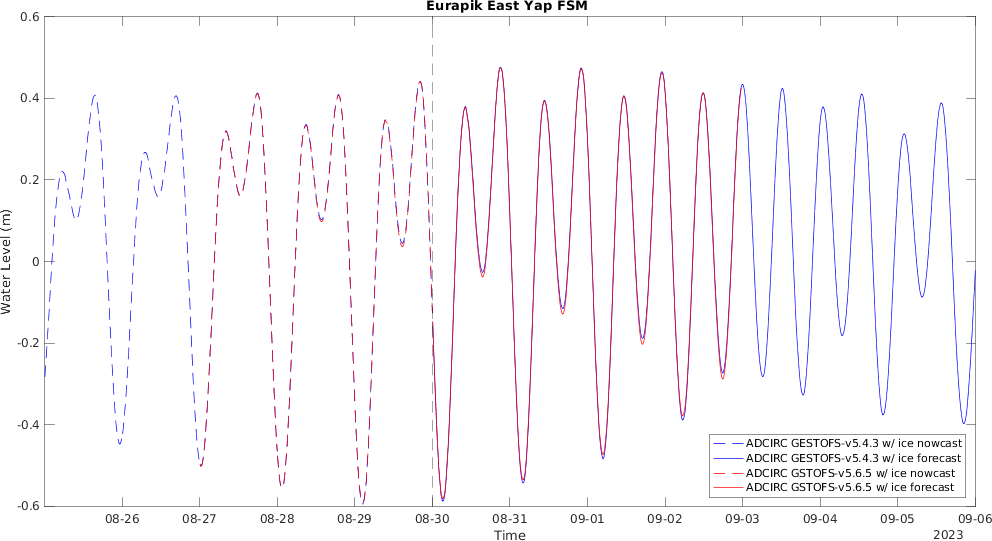 Eurapik East Yap FSM
0.6
0.4
0.2
0
-0.2
-0.4
-0.6
Water Level (m)
ADCIRC GESTOFS-v5.4.3 w/ ice nowcast
ADCIRC GESTOFS-v5.4.3 w/ ice forecast
ADCIRC GSTOFS-v5.6.5 w/ ice nowcast
ADCIRC GSTOFS-v5.6.5 w/ ice forecast
08-26 08-27 08-28 08-29 08-30 08-31 09-01 09-02 09-03 09-04 09-05 09-06
Time
2023